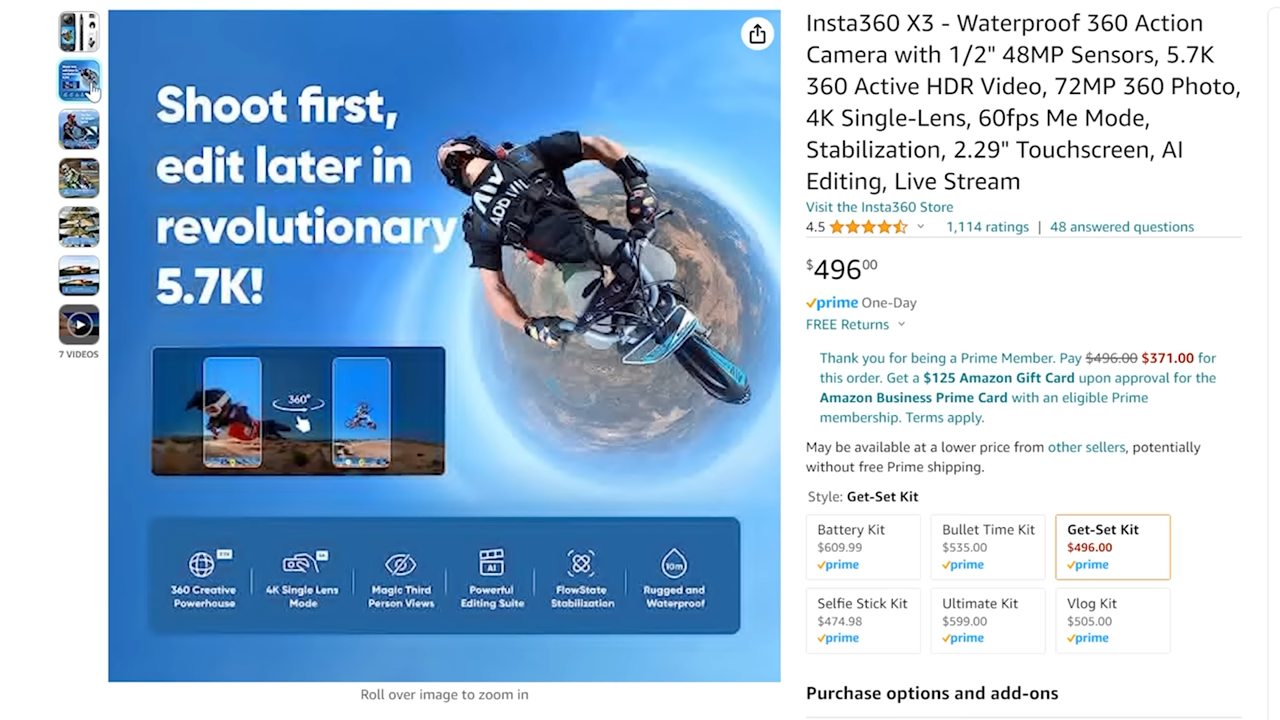 Shoot first,
edit later in
revolutionary
5.7K!
ADD VIL
360°
5.7K
4K
AI
10m
360 Creative
Powerhouse
4K Single Lens
Mode
Magic Third
Person Views
Powerful
Editing Suite
FlowState
Stabilization
Rugged and
Waterproof
7 VIDEOS
Roll over image to zoom in
Insta360 X3 - Waterproof 360 Action
Camera with 1/2" 48MP Sensors, 5.7K
360 Active HDR Video, 72MP 360 Photo,
4K Single-Lens, 60fps Me Mode,
Stabilization, 2.29" Touchscreen, AI
Editing, Live Stream
Visit the Insta360 Store
4.5 1,114 ratings | 48 answered questions
$49600
prime One-Day
FREE Returns
Thank you for being a Prime Member. Pay $496.00 $371.00 for
this order. Get a $125 Amazon Gift Card upon approval for the
Amazon Business Prime Card with an eligible Prime
membership. Terms apply.
May be available at a lower price from other sellers, potentially
without free Prime shipping.
Style: Get-Set Kit
Battery Kit
$609.99
prime
Bullet Time Kit
$535.00
prime
Get-Set Kit
$496.00
prime
Selfie Stick Kit
$474.98
prime
Ultimate Kit
$599.00
prime
Vlog Kit
$505.00
prime
Purchase options and add-ons